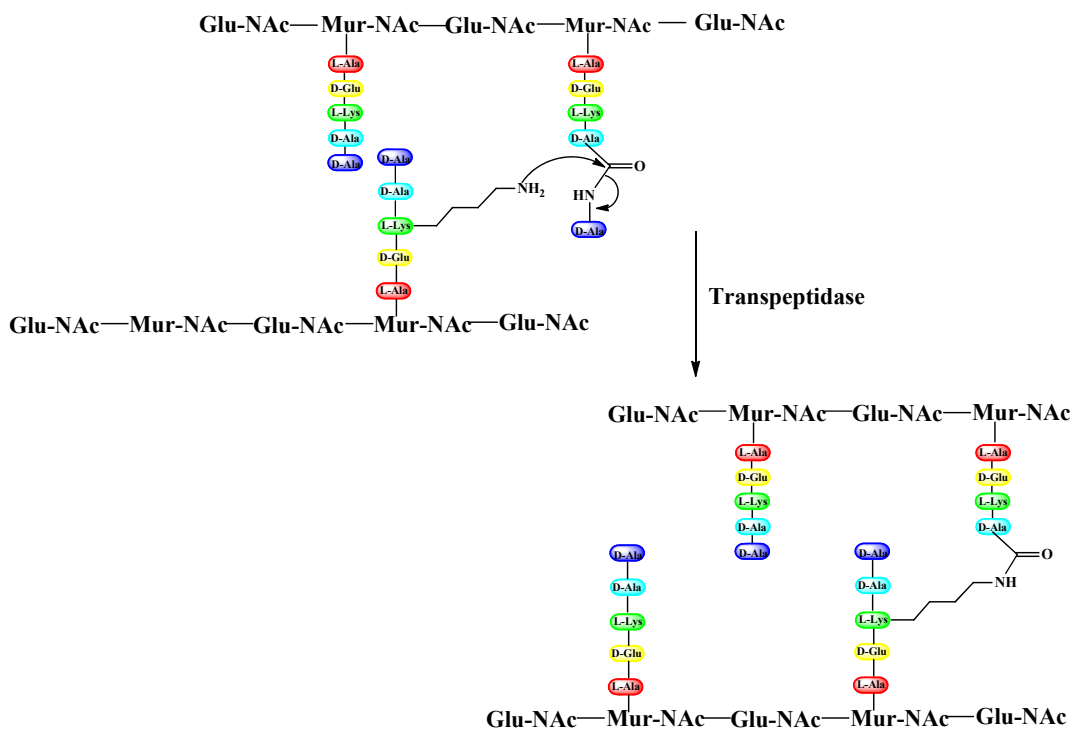 Glu-NAc Mur-NAc Glu-NAc Mur-NAc Glu-NAc
L-Ala L-Ala
D-Glu D-Glu
L-Lys L-Lys
D-Ala D-Ala
D-Ala D-Ala O
D-Ala NH2 HN
L-Lys D-Ala
D-Glu
L-Ala
Transpeptidase
Glu-NAc Mur-NAc Glu-NAc Mur-NAc Glu-NAc
Glu-NAc Mur-NAc Glu-NAc Mur-NAc
L-Ala L-Ala
D-Glu D-Glu
L-Lys L-Lys
D-Ala D-Ala
D-Ala D-Ala D-Ala O
D-Ala D-Ala NH
L-Lys L-Lys
D-Glu D-Glu
L-Ala L-Ala
Glu-NAc Mur-NAc Glu-NAc Mur-NAc Glu-NAc